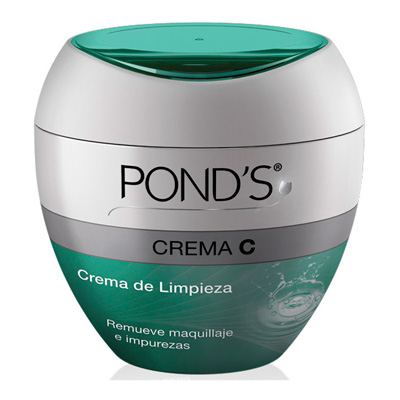 POND'S®
CREMA C
Crema de Limpieza
Remueve maquillaje
e impurezas